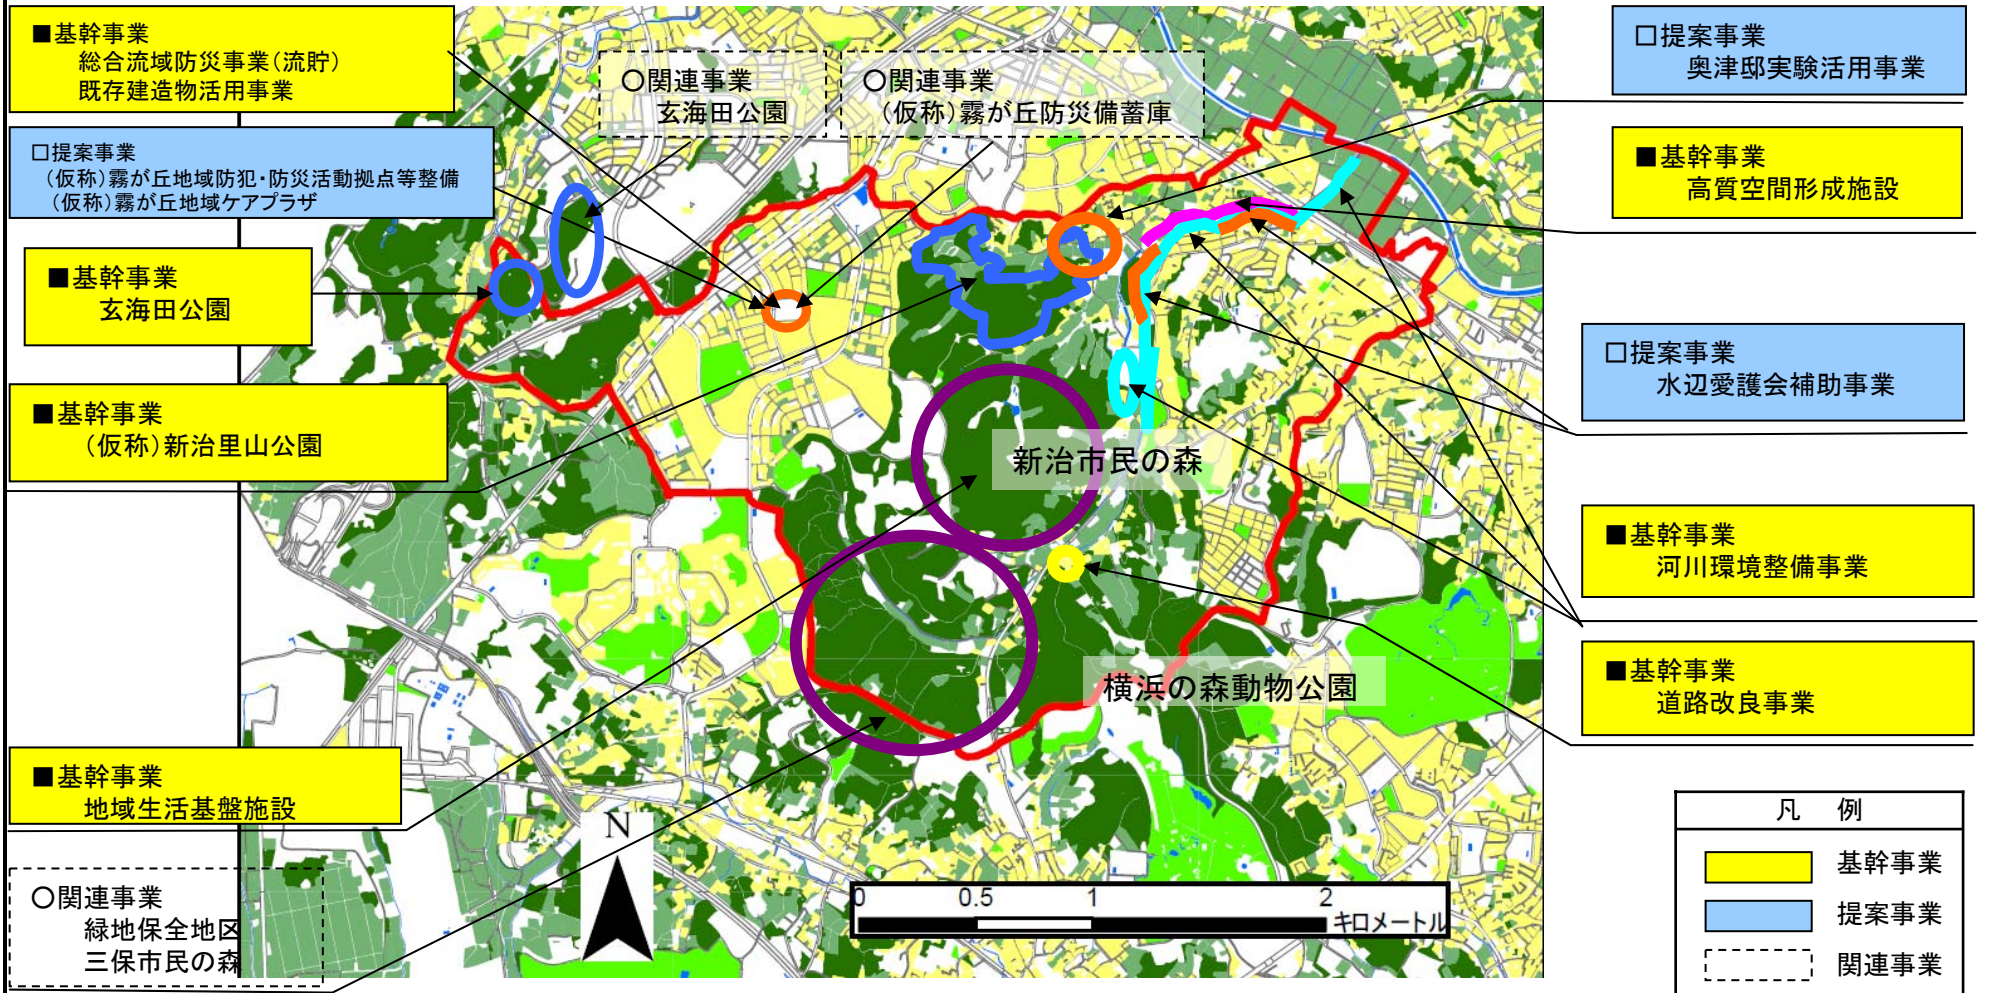 ■基幹事業
総合流域防災事業(流貯)
既存建造物活用事業
□提案事業
(仮称)霧が丘地域防犯・防災活動拠点等整備
(仮称)霧が丘地域ケアプラザ
■基幹事業
玄海田公園
■基幹事業
(仮称)新治里山公園
■基幹事業
地域生活基盤施設
○関連事業
緑地保全地区
三保市民の森
○関連事業
玄海田公園
○関連事業
(仮称)霧が丘防災備蓄庫
新治市民の森
横浜の森動物公園
N
0 0.5 1 2
キロメートル
□提案事業
奥津邸実験活用事業
■基幹事業
高質空間形成施設
□提案事業
水辺愛護会補助事業
■基幹事業
河川環境整備事業
■基幹事業
道路改良事業
凡 例
基幹事業
提案事業
関連事業